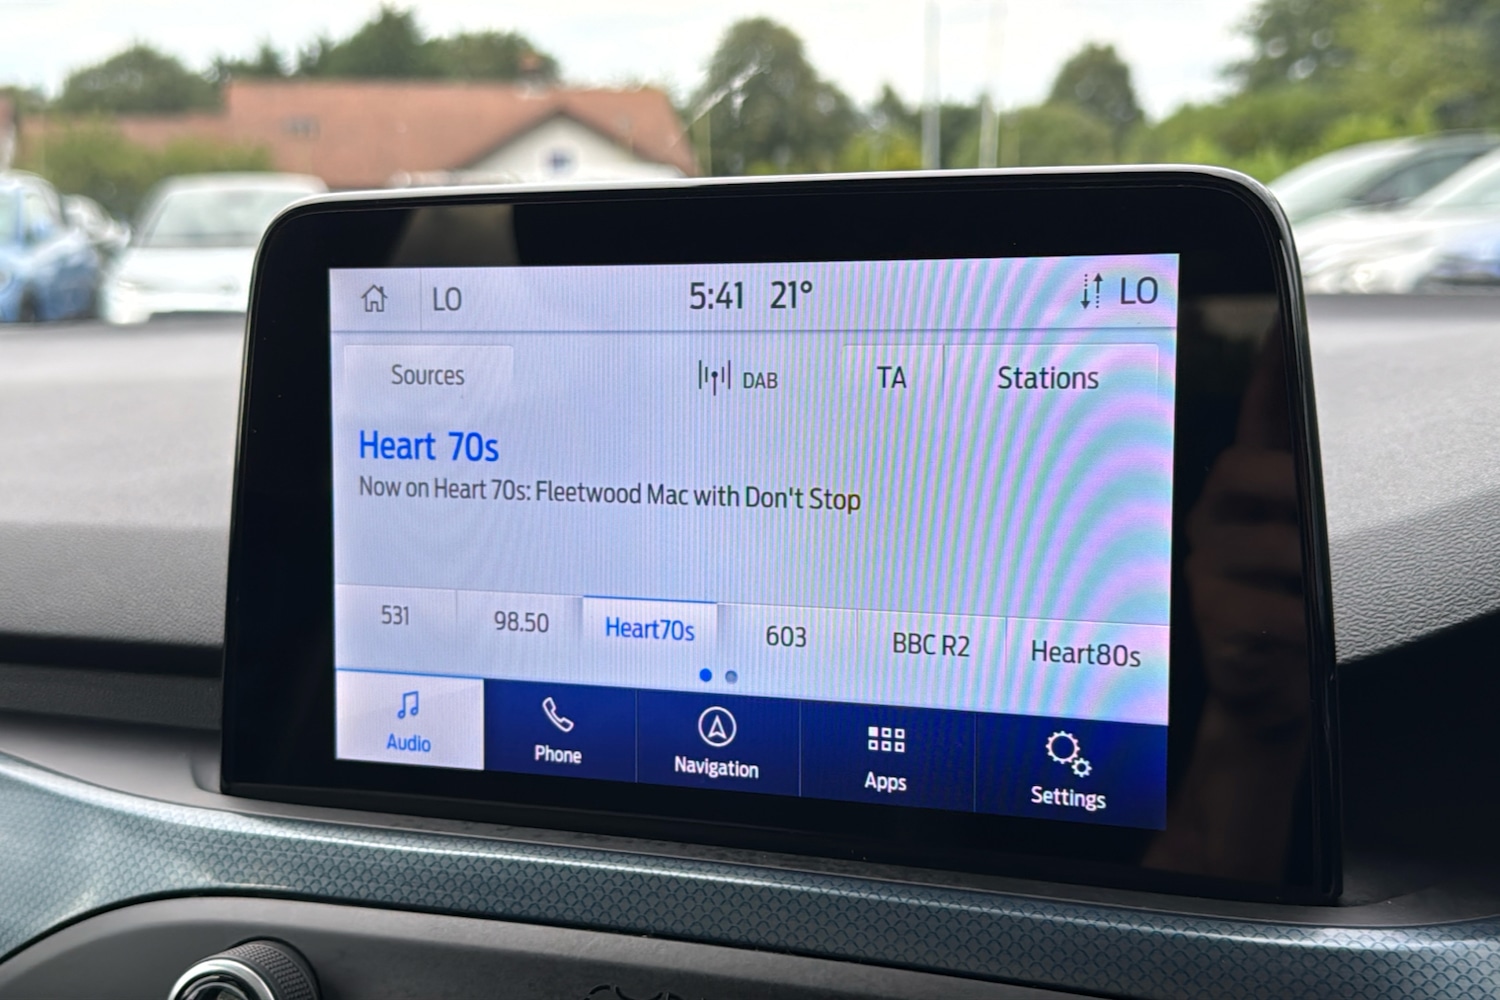 LO 5:41 21° LO
Sources DAB TA Stations
Heart 70s
Now on Heart 70s: Fleetwood Mac with Don't Stop
531 98.50 Heart70s 603 BBC R2 Heart80s
Audio Phone Navigation Apps Settings